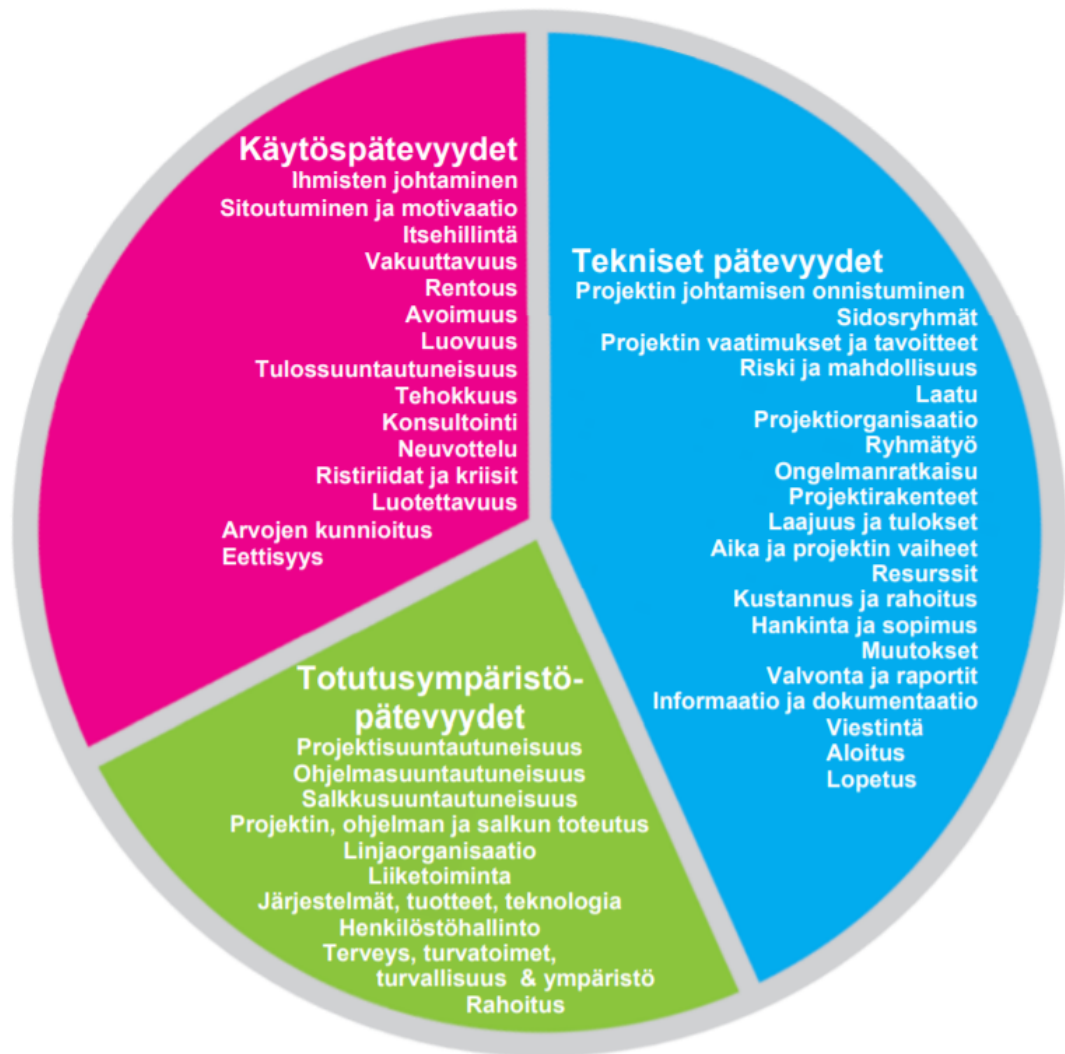 Käytöspätevyydet
Ihmisten johtaminen
Sitoutuminen ja motivaatio
Itsehillintä
Vakuuttavuus
Rentous
Avoimuus
Luovuus
Tulossuuntautuneisuus
Tehokkuus
Konsultointi
Neuvottelu
Ristiriidat ja kriisit
Luotettavuus
Arvojen kunnioitus
Eettisyys
Tekniset pätevyydet
Projektin johtamisen onnistuminen
Sidosryhmät
Projektin vaatimukset ja tavoitteet
Riski ja mahdollisuus
Laatu
Projektiorganisaatio
Ryhmätyö
Ongelmanratkaisu
Projektirakenteet
Laajuus ja tulokset
Aika ja projektin vaiheet
Resurssit
Kustannus ja rahoitus
Hankinta ja sopimus
Muutokset
Valvonta ja raportit
Informaatio ja dokumentaatio
Viestintä
Aloitus
Lopetus
Totutusympäristö-
pätevyydet
Projektisuuntautuneisuus
Ohjelmasuuntautuneisuus
Salkkusuuntautuneisuus
Projektin, ohjelman ja salkun toteutus
Linjaorganisaatio
Liiketoiminta
Järjestelmät, tuotteet, teknologia
Henkilöstöhallinto
Terveys, turvatoimet,
turvallisuus & ympäristö
Rahoitus